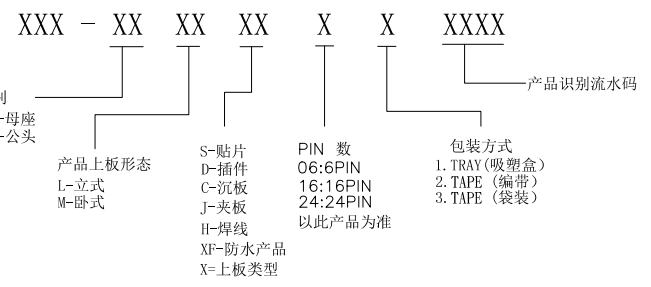 XXX-XX XX XX X X XXXX
产品识别流水码
-母座
-公头
产品上板形态
L-立式
M-卧式
S-贴片
D-插件
C-沉板
J-夹板
H-焊线
XF-防水产品
X=上板类型
PIN 数
06:6PIN
16:16PIN
24:24PIN
以此产品为准
包装方式
1.TRAY(吸塑盒)
2.TAPE (编带)
3.TAPE (袋装)